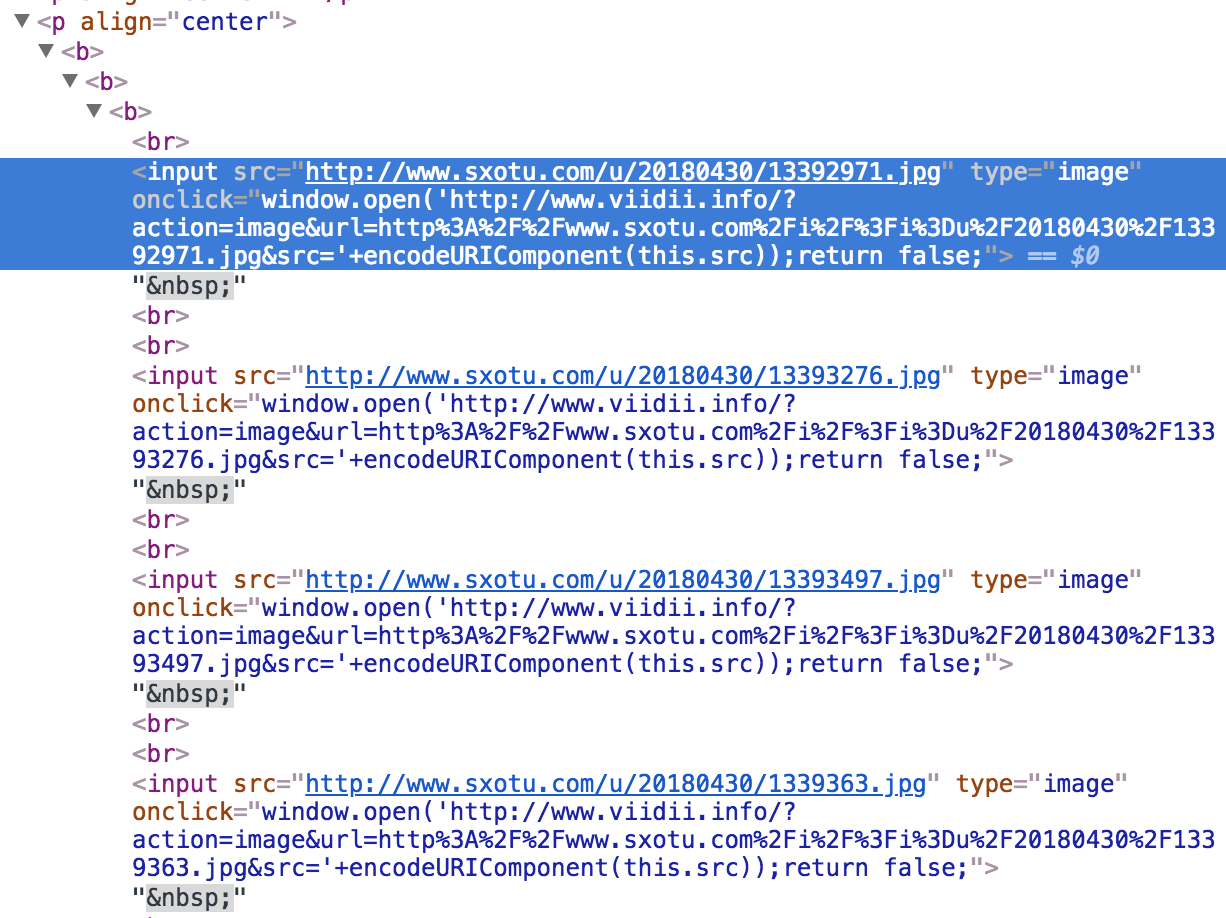 ▼<p align="center">
▼<b>
▼<b>
▼<b>
<br>
<input src="http://www.sxotu.com/u/20180430/13392971.jpg" type="image"
onclick="window.open('http://www.viidii.info/?
action=image&url=http%3A%2F%2Fwww.sxotu.com%2Fi%2F%3Fi%3Du%2F20180430%2F133
92971.jpg&src='+encodeURIComponent(this.src));return false;"> == $0
"&nbsp;"
<br>
<br>
<input src="http://www.sxotu.com/u/20180430/13393276.jpg" type="image"
onclick="window.open('http://www.viidii.info/?
action=image&url=http%3A%2F%2Fwww.sxotu.com%2Fi%2F%3Fi%3Du%2F20180430%2F133
93276.jpg&src='+encodeURIComponent(this.src));return false;">
"&nbsp;"
<br>
<br>
<input src="http://www.sxotu.com/u/20180430/13393497.jpg" type="image"
onclick="window.open('http://www.viidii.info/?
action=image&url=http%3A%2F%2Fwww.sxotu.com%2Fi%2F%3Fi%3Du%2F20180430%2F133
93497.jpg&src='+encodeURIComponent(this.src));return false;">
"&nbsp;"
<br>
<br>
<input src="http://www.sxotu.com/u/20180430/1339363.jpg" type="image"
onclick="window.open('http://www.viidii.info/?
action=image&url=http%3A%2F%2Fwww.sxotu.com%2Fi%2F%3Fi%3Du%2F20180430%2F133
9363.jpg&src='+encodeURIComponent(this.src));return false;">
"&nbsp;"